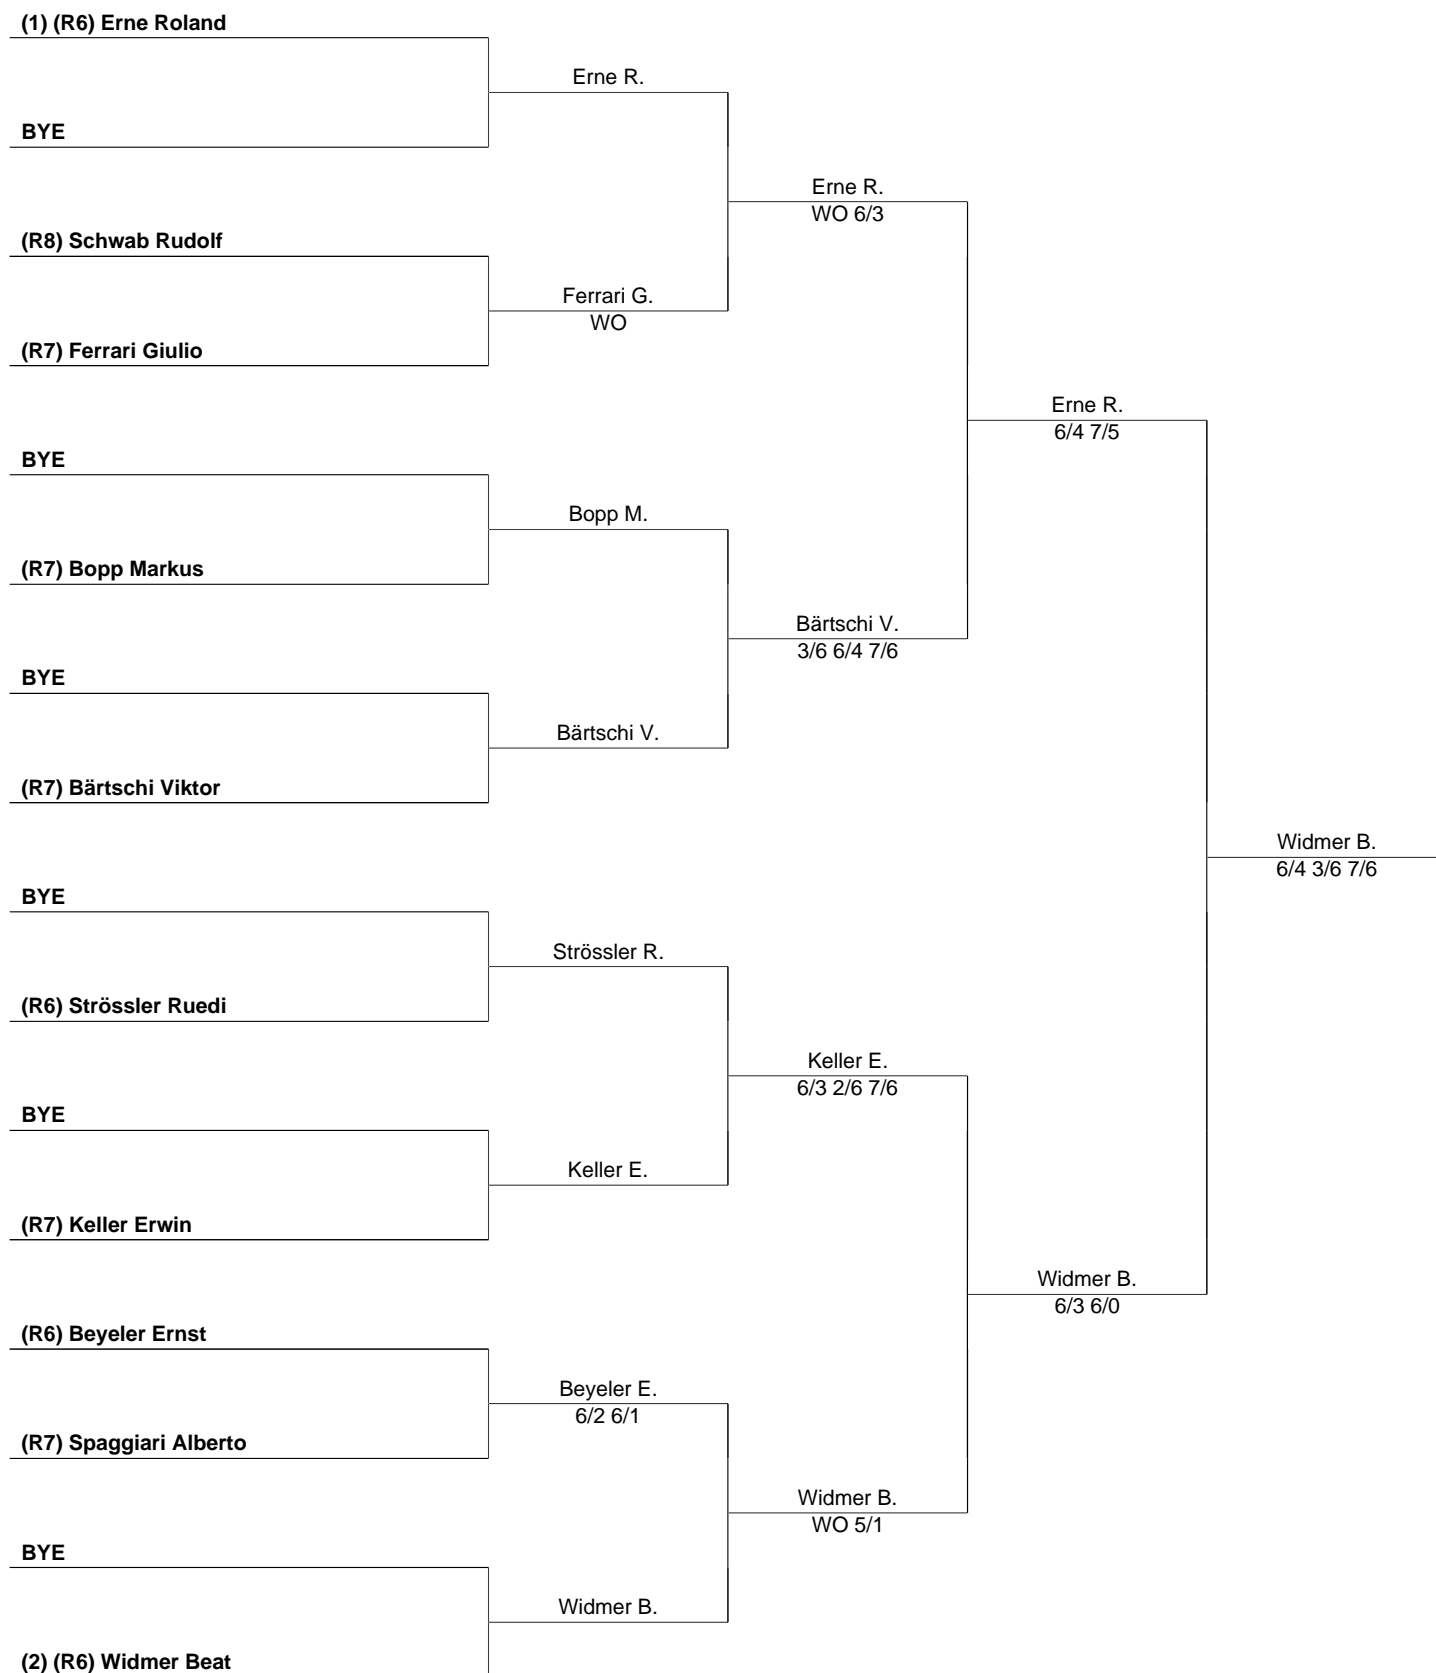 (1) (R6) Erne Roland
Erne R.
BYE
Erne R.
WO 6/3
(R8) Schwab Rudolf
Ferrari G.
WO
(R7) Ferrari Giulio
Erne R.
6/4 7/5
BYE
Bopp M.
(R7) Bopp Markus
Bärtschi V.
3/6 6/4 7/6
BYE
Bärtschi V.
(R7) Bärtschi Viktor
Widmer B.
6/4 3/6 7/6
BYE
Strössler R.
(R6) Strössler Ruedi
Keller E.
6/3 2/6 7/6
BYE
Keller E.
(R7) Keller Erwin
Widmer B.
6/3 6/0
(R6) Beyeler Ernst
Beyeler E.
6/2 6/1
(R7) Spaggiari Alberto
Widmer B.
WO 5/1
BYE
Widmer B.
(2) (R6) Widmer Beat